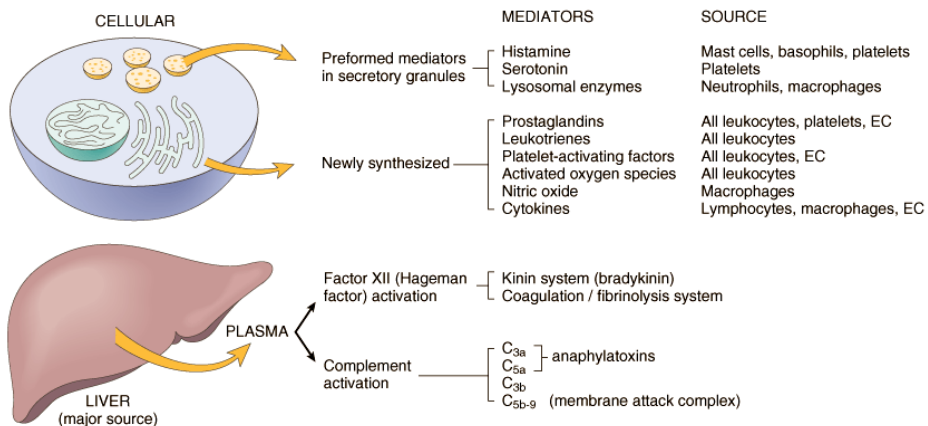 CELLULAR
MEDIATORS SOURCE
Preformed mediators
in secretory granules
Histamine Mast cells, basophils, platelets
Serotonin Platelets
Lysosomal enzymes Neutrophils, macrophages
Newly synthesized
Prostaglandins All leukocytes, platelets, EC
Leukotrienes All leukocytes
Platelet-activating factors All leukocytes, EC
Activated oxygen species All leukocytes
Nitric oxide Macrophages
Cytokines Lymphocytes, macrophages, EC
LIVER
(major source)
PLASMA
Factor XII (Hageman
factor) activation
Kinin system (bradykinin)
Coagulation / fibrinolysis system
Complement
activation
C3a
C5a
anaphylatoxins
C3b
C5b-9 (membrane attack complex)